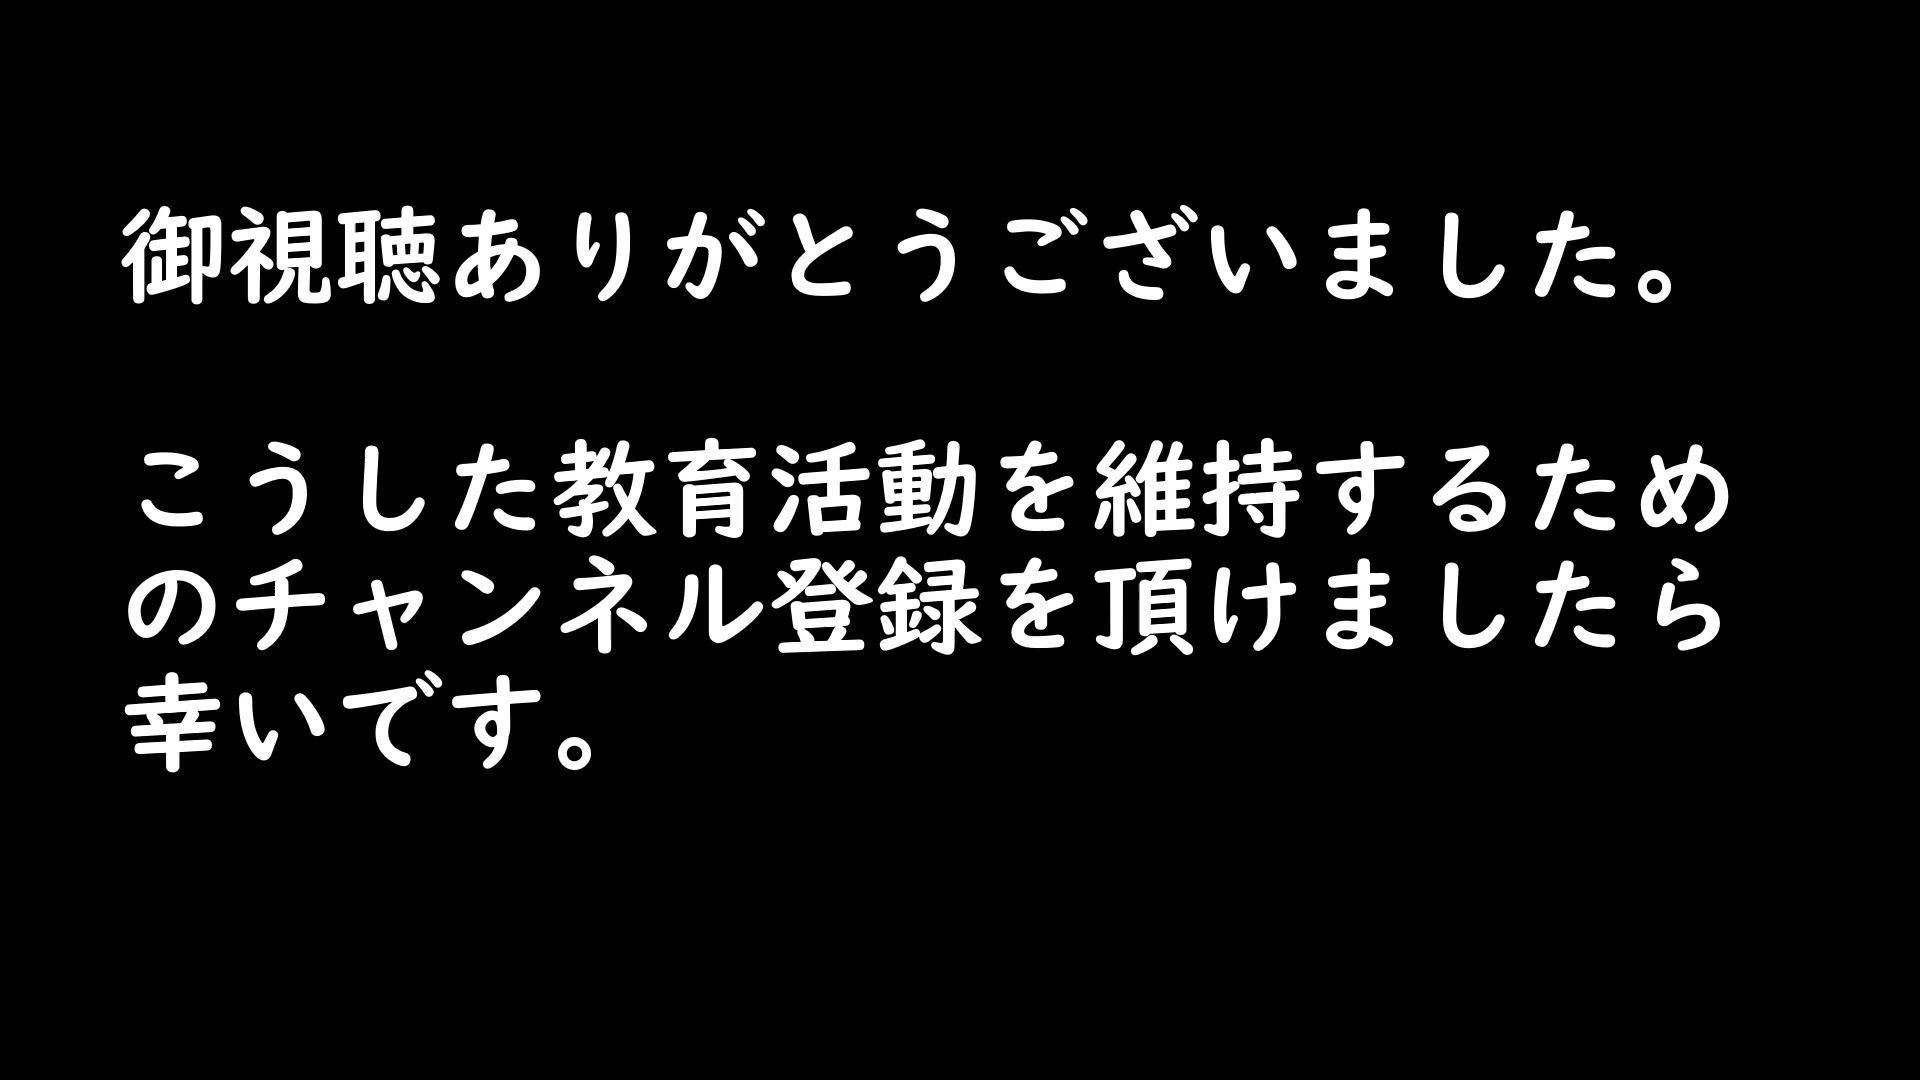 御視聴ありがとうございました。
こうした教育活動を維持するため
のチャンネル登録を頂けましたら
幸いです。